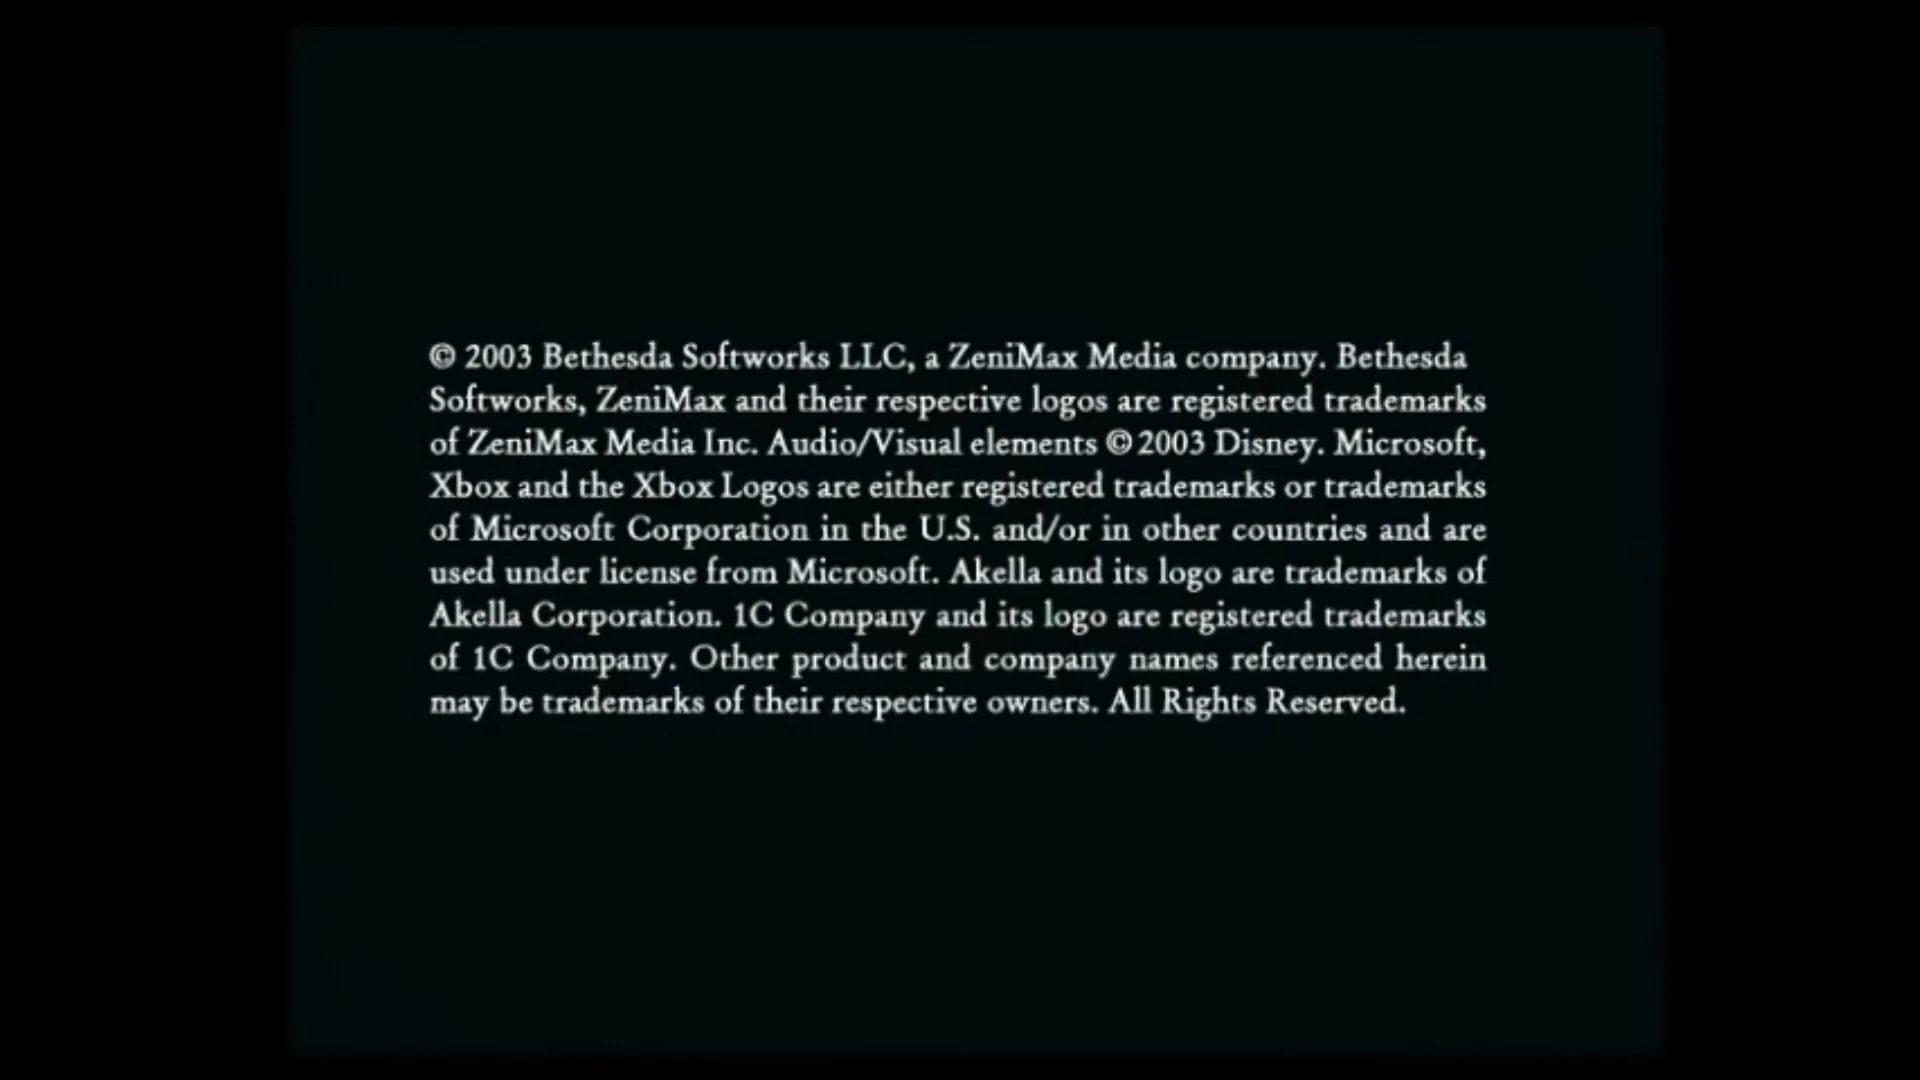 © 2003 Bethesda Softworks LLC, a ZeniMax Media company. Bethesda
Softworks, ZeniMax and their respective logos are registered trademarks
of ZeniMax Media Inc. Audio/Visual elements © 2003 Disney. Microsoft,
Xbox and the Xbox Logos are either registered trademarks or trademarks
of Microsoft Corporation in the U.S. and/or in other countries and are
used under license from Microsoft. Akella and its logo are trademarks of
Akella Corporation. 1C Company and its logo are registered trademarks
of 1C Company. Other product and company names referenced herein
may be trademarks of their respective owners. All Rights Reserved.